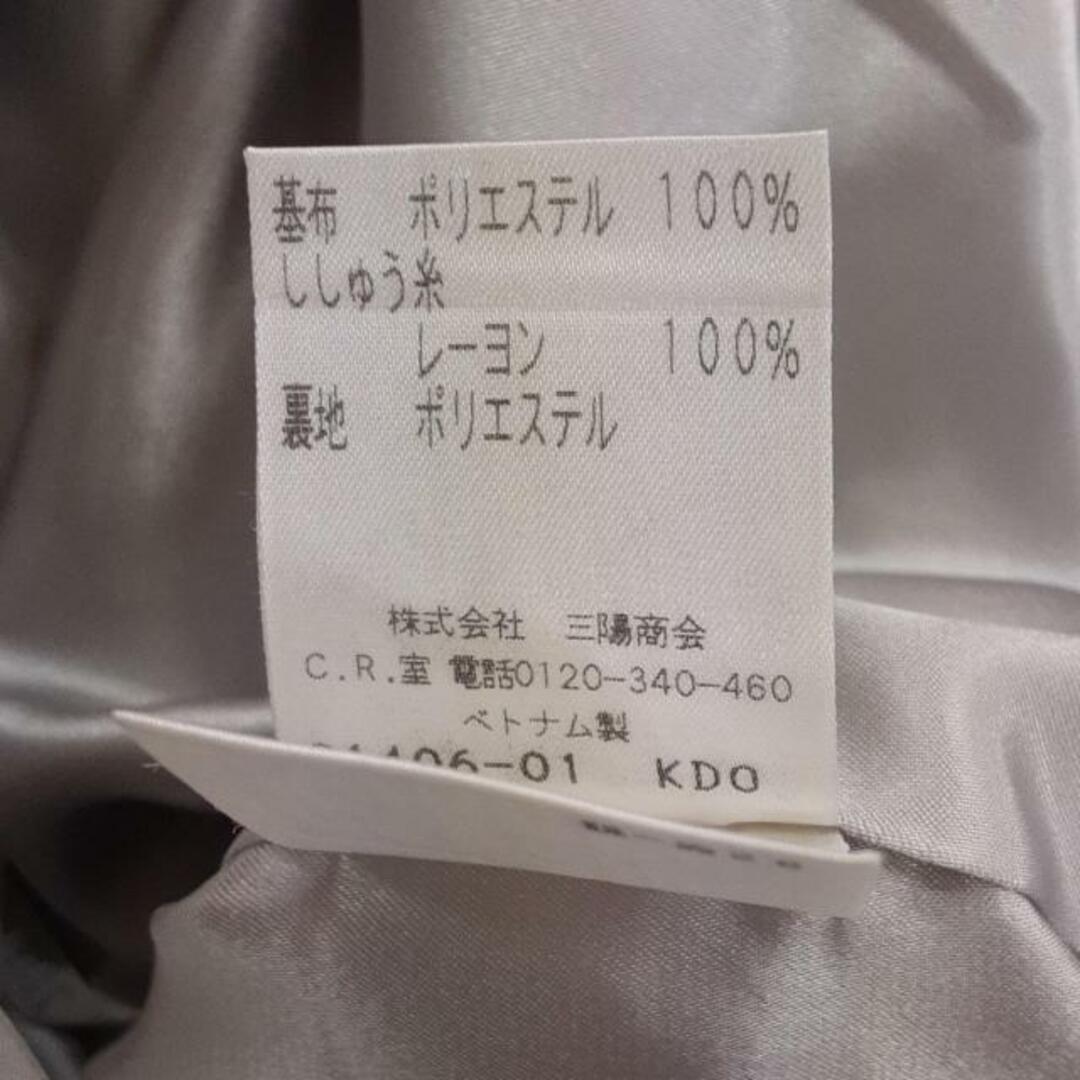 基布 ポリエステル 100%
ししゅう糸
レーヨン 100%
裏地 ポリエステル
株式会社 三陽商会
C.R.室 電話0120-340-460
ベトナム製
KDO